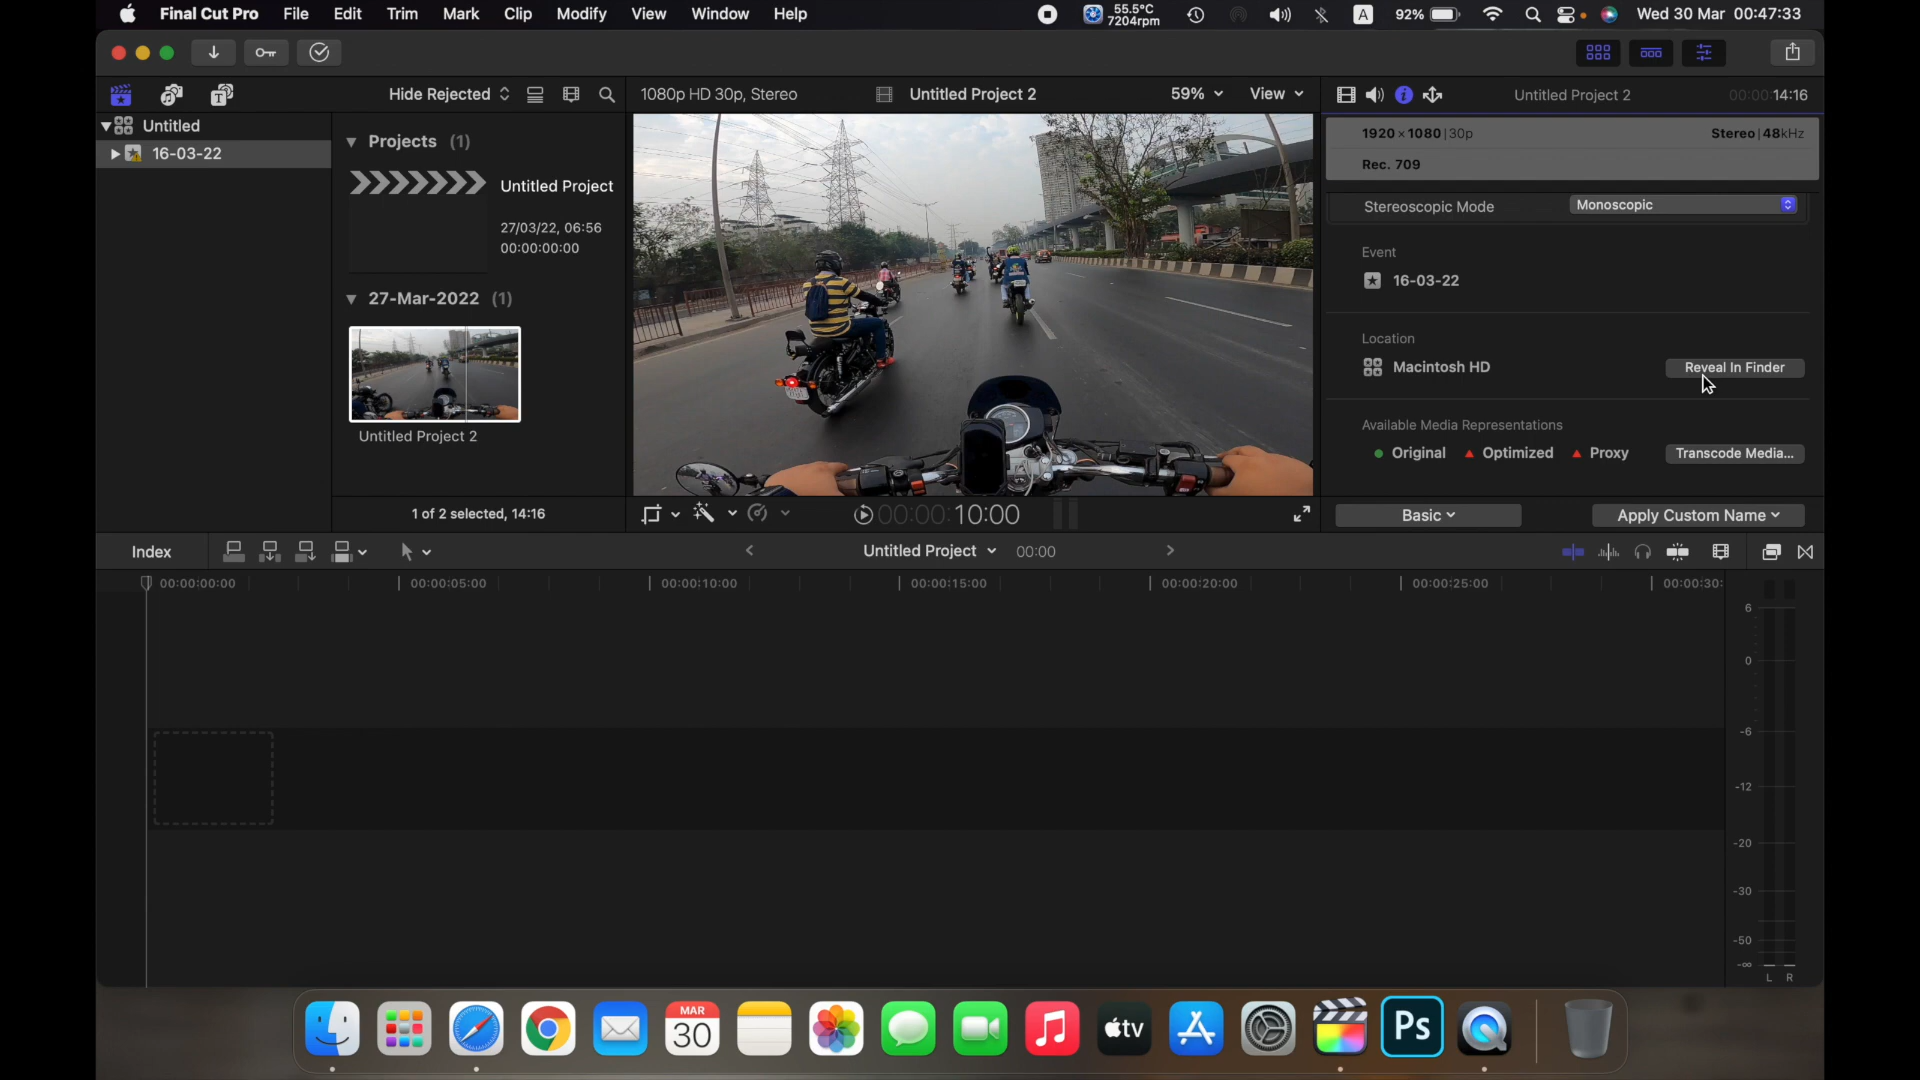 Final Cut Pro File Edit Trim Mark Clip Modify View Window Help 55.5°C 7204rpm A 92% Wed 30 Mar 00:47:33
Hide Rejected
1080p HD 30p, Stereo
Untitled Project 2
59%
View
Untitled Project 2
00:00:14:16
Untitled
16-03-22
Projects (1)
Untitled Project
27/03/22, 06:56
00:00:00:00
27-Mar-2022 (1)
Untitled Project 2
1 of 2 selected, 14:16
00:00:10:00
1920 × 1080 | 30p
Stereo | 48kHz
Rec. 709
Stereoscopic Mode
Monoscopic
Event
16-03-22
Location
Macintosh HD
Reveal In Finder
Available Media Representations
Original
Optimized
Proxy
Transcode Media...
Basic
Apply Custom Name
Index
Untitled Project
00:00
00:00:00:00 00:00:05:00 00:00:10:00 00:00:15:00 00:00:20:00 00:00:25:00 00:00:30:
6
0
-6
-12
-20
-30
-50
-∞
L R
MAR
30
tv
Ps